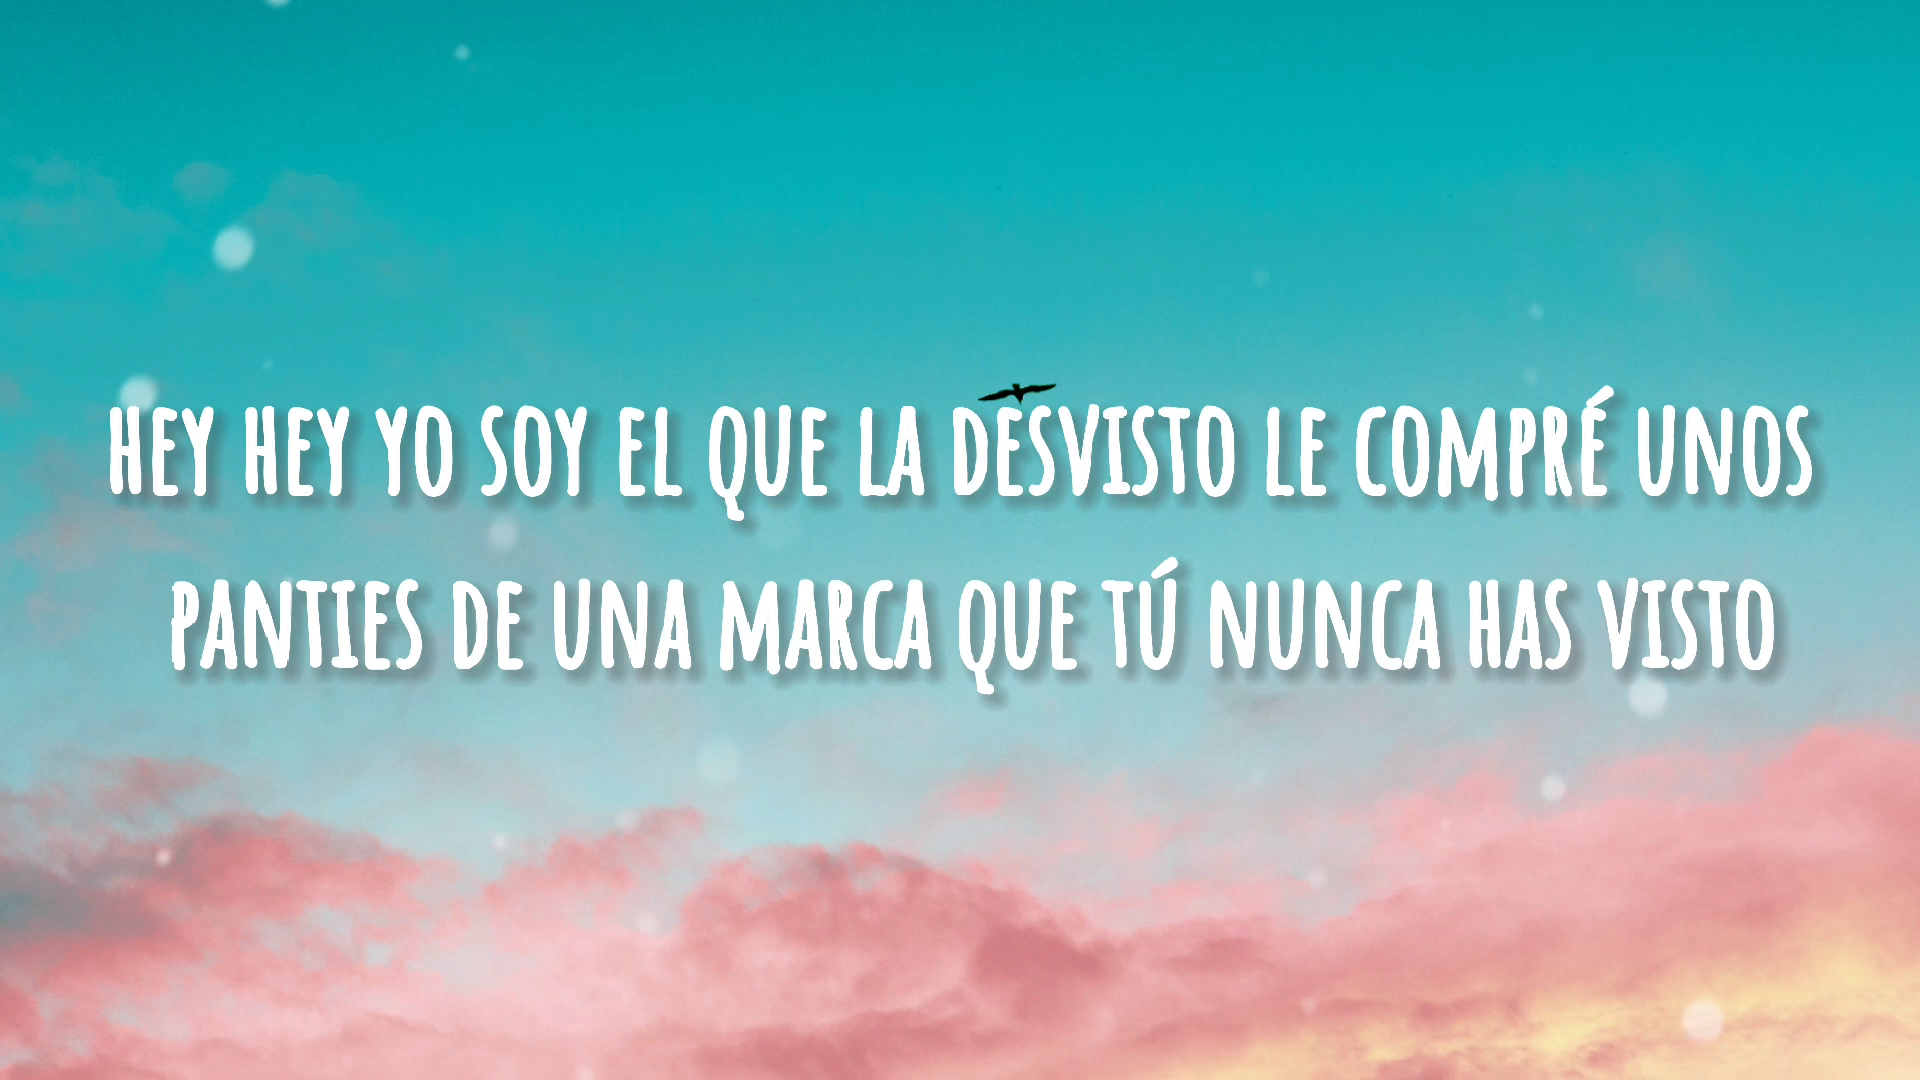 HEY HEY YO SOY EL QUE LA DESVISTO LE COMPRÉ UNOS
PANTIES DE UNA MARCA QUE TÚ NUNCA HAS VISTO